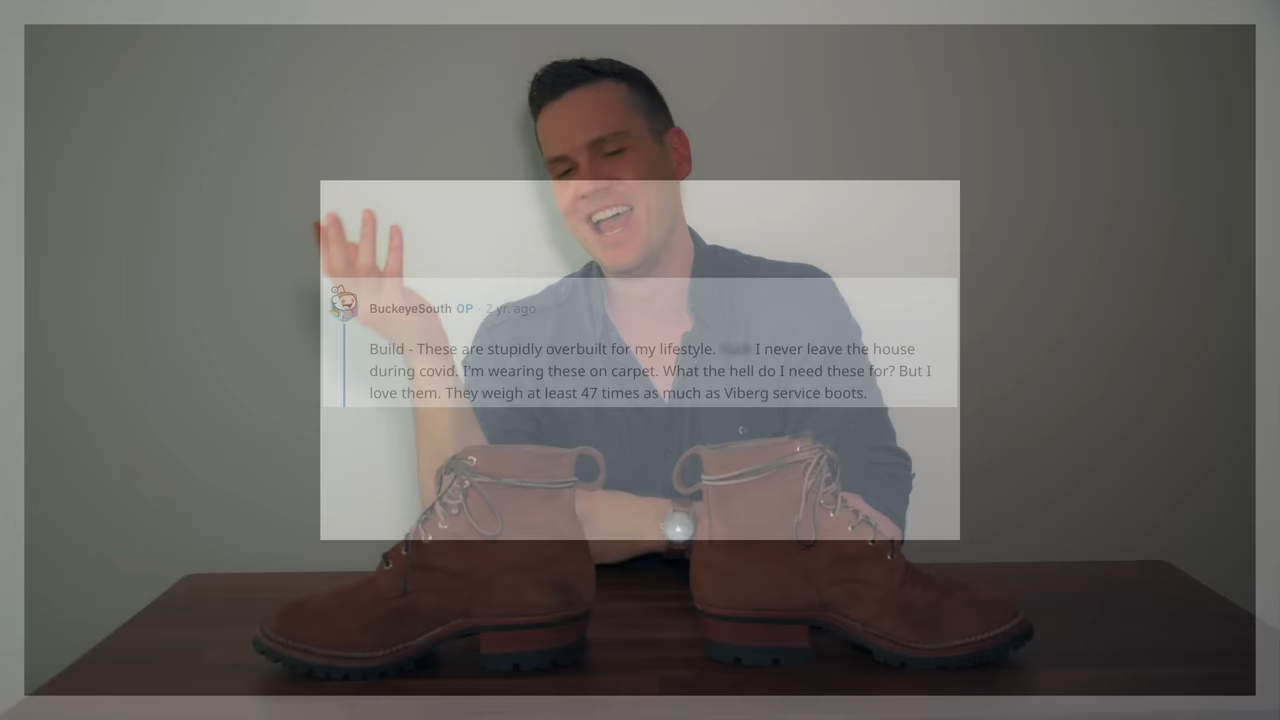 BuckeyeSouth OP · 2 yr. ago
Build - These are stupidly overbuilt for my lifestyle. I never leave the house
during covid. I'm wearing these on carpet. What the hell do I need these for? But I
love them. They weigh at least 47 times as much as Viberg service boots.